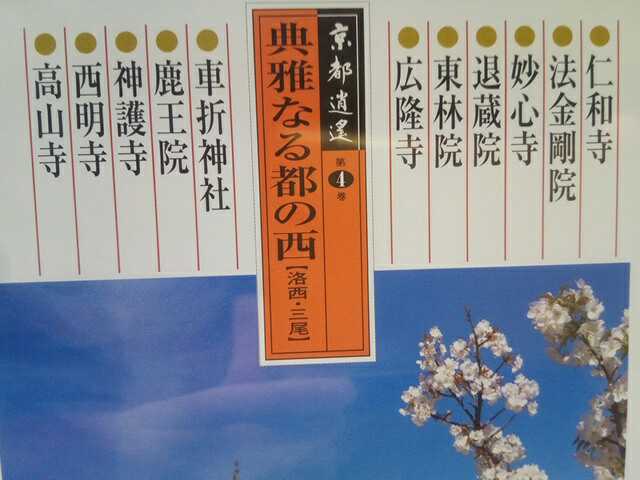 仁和寺
法金剛院
妙心寺
退蔵院
東林院
広隆寺
京都逍遥
第4巻
典雅なる都の西
【洛西・三尾】
車折神社
鹿王院
神護寺
西明寺
高山寺